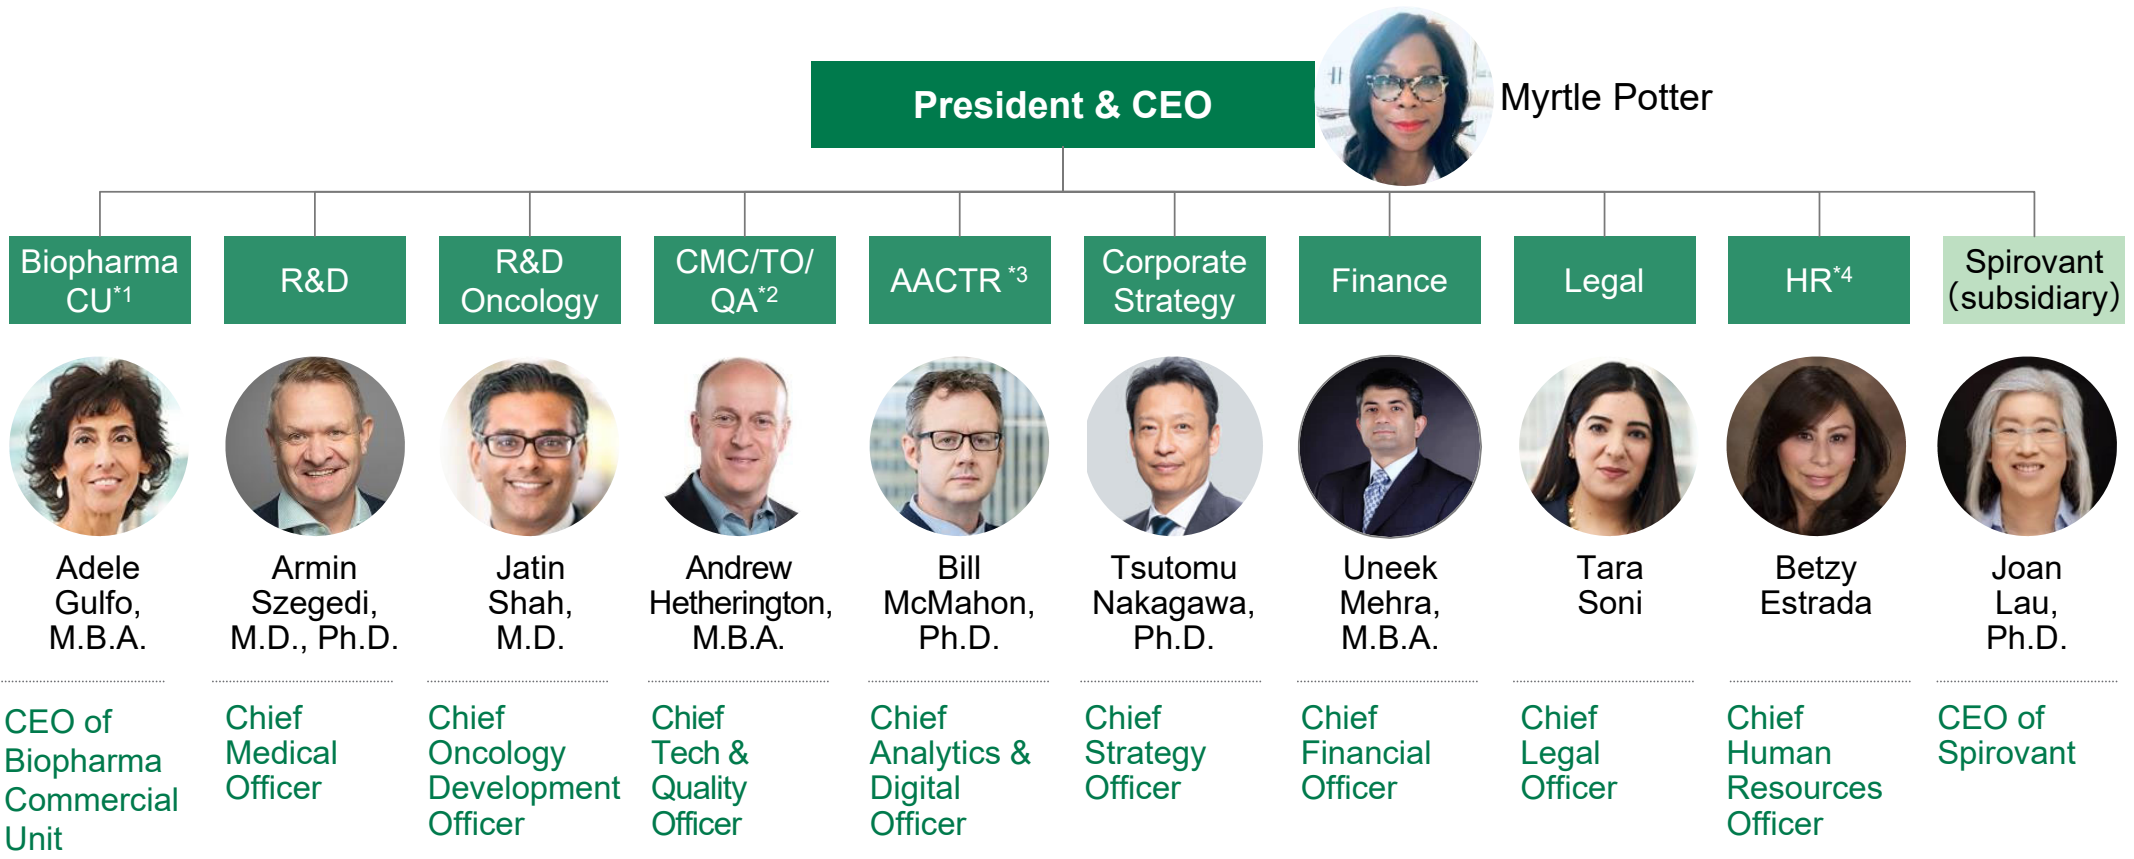 President & CEO
Myrtle Potter
Biopharma
CU*1
R&D
R&D
Oncology
CMC/TO/
QA*2
AACTR *3
Corporate
Strategy
Finance
Legal
HR*4
Spirovant
(subsidiary)
Adele
Gulfo,
M.B.A.
Armin
Szegedi,
M.D., Ph.D.
Jatin
Shah,
M.D.
Andrew
Hetherington,
M.B.A.
Bill
McMahon,
Ph.D.
Tsutomu
Nakagawa,
Ph.D.
Uneek
Mehra,
M.B.A.
Tara
Soni
Betzy
Estrada
Joan
Lau,
Ph.D.
CEO of
Biopharma
Commercial
Unit
Chief
Medical
Officer
Chief
Oncology
Development
Officer
Chief
Tech &
Quality
Officer
Chief
Analytics &
Digital
Officer
Chief
Strategy
Officer
Chief
Financial
Officer
Chief
Legal
Officer
Chief
Human
Resources
Officer
CEO of
Spirovant